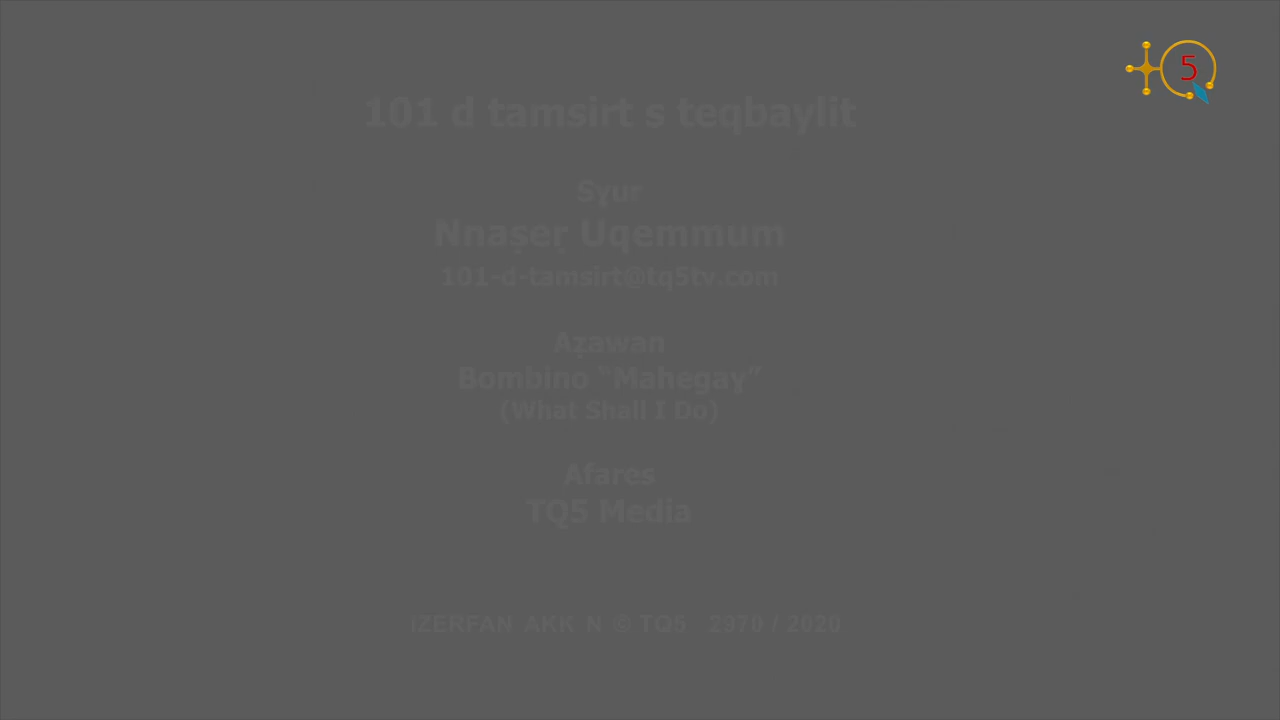 5
101 d tamsirt s teqbaylit
Syur
Nnaṣeṛ Uqemmum
101-d-tamsirt@tq5tv.com
Aẓawan
Bombino “Mahegaɣ”
(What Shall I Do)
Afares
TQ5 Media
IZERFAN AKK N © TQ5 2970 / 2020